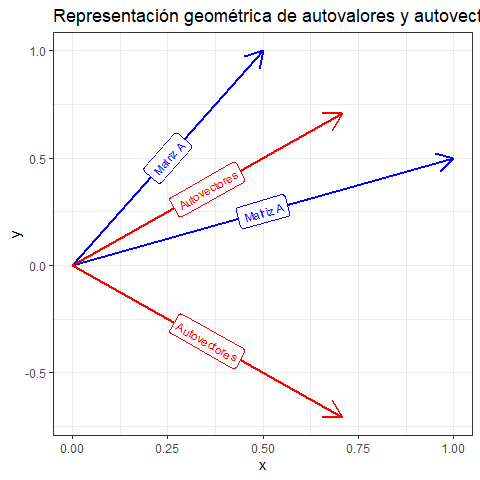 Representación geométrica de autovalores y autovect
1.0
Matriz A
Autovectores
0.5
Matriz A
y
0.0
Autovectores
-0.5
0.00 0.25 0.50 0.75 1.00
x